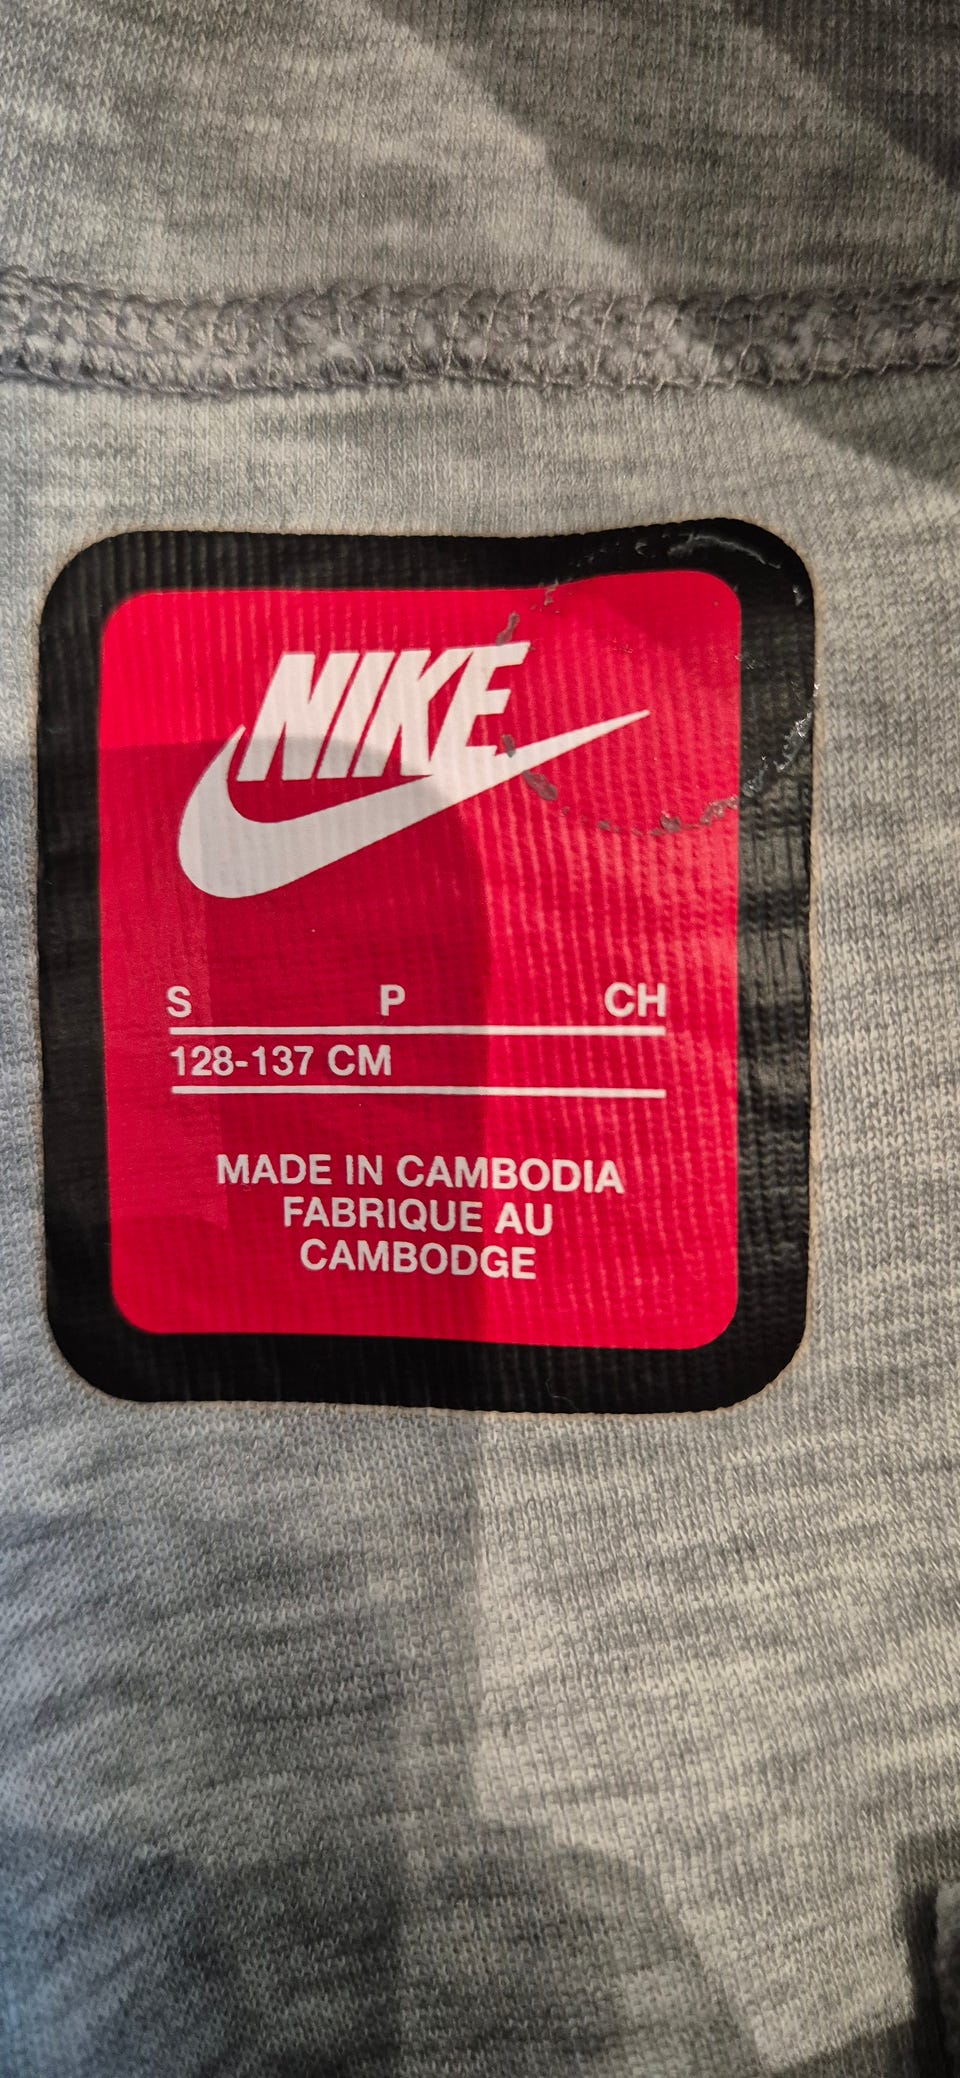 NIKE
S P CH
128-137 CM
MADE IN CAMBODIA
FABRIQUE AU
CAMBODGE